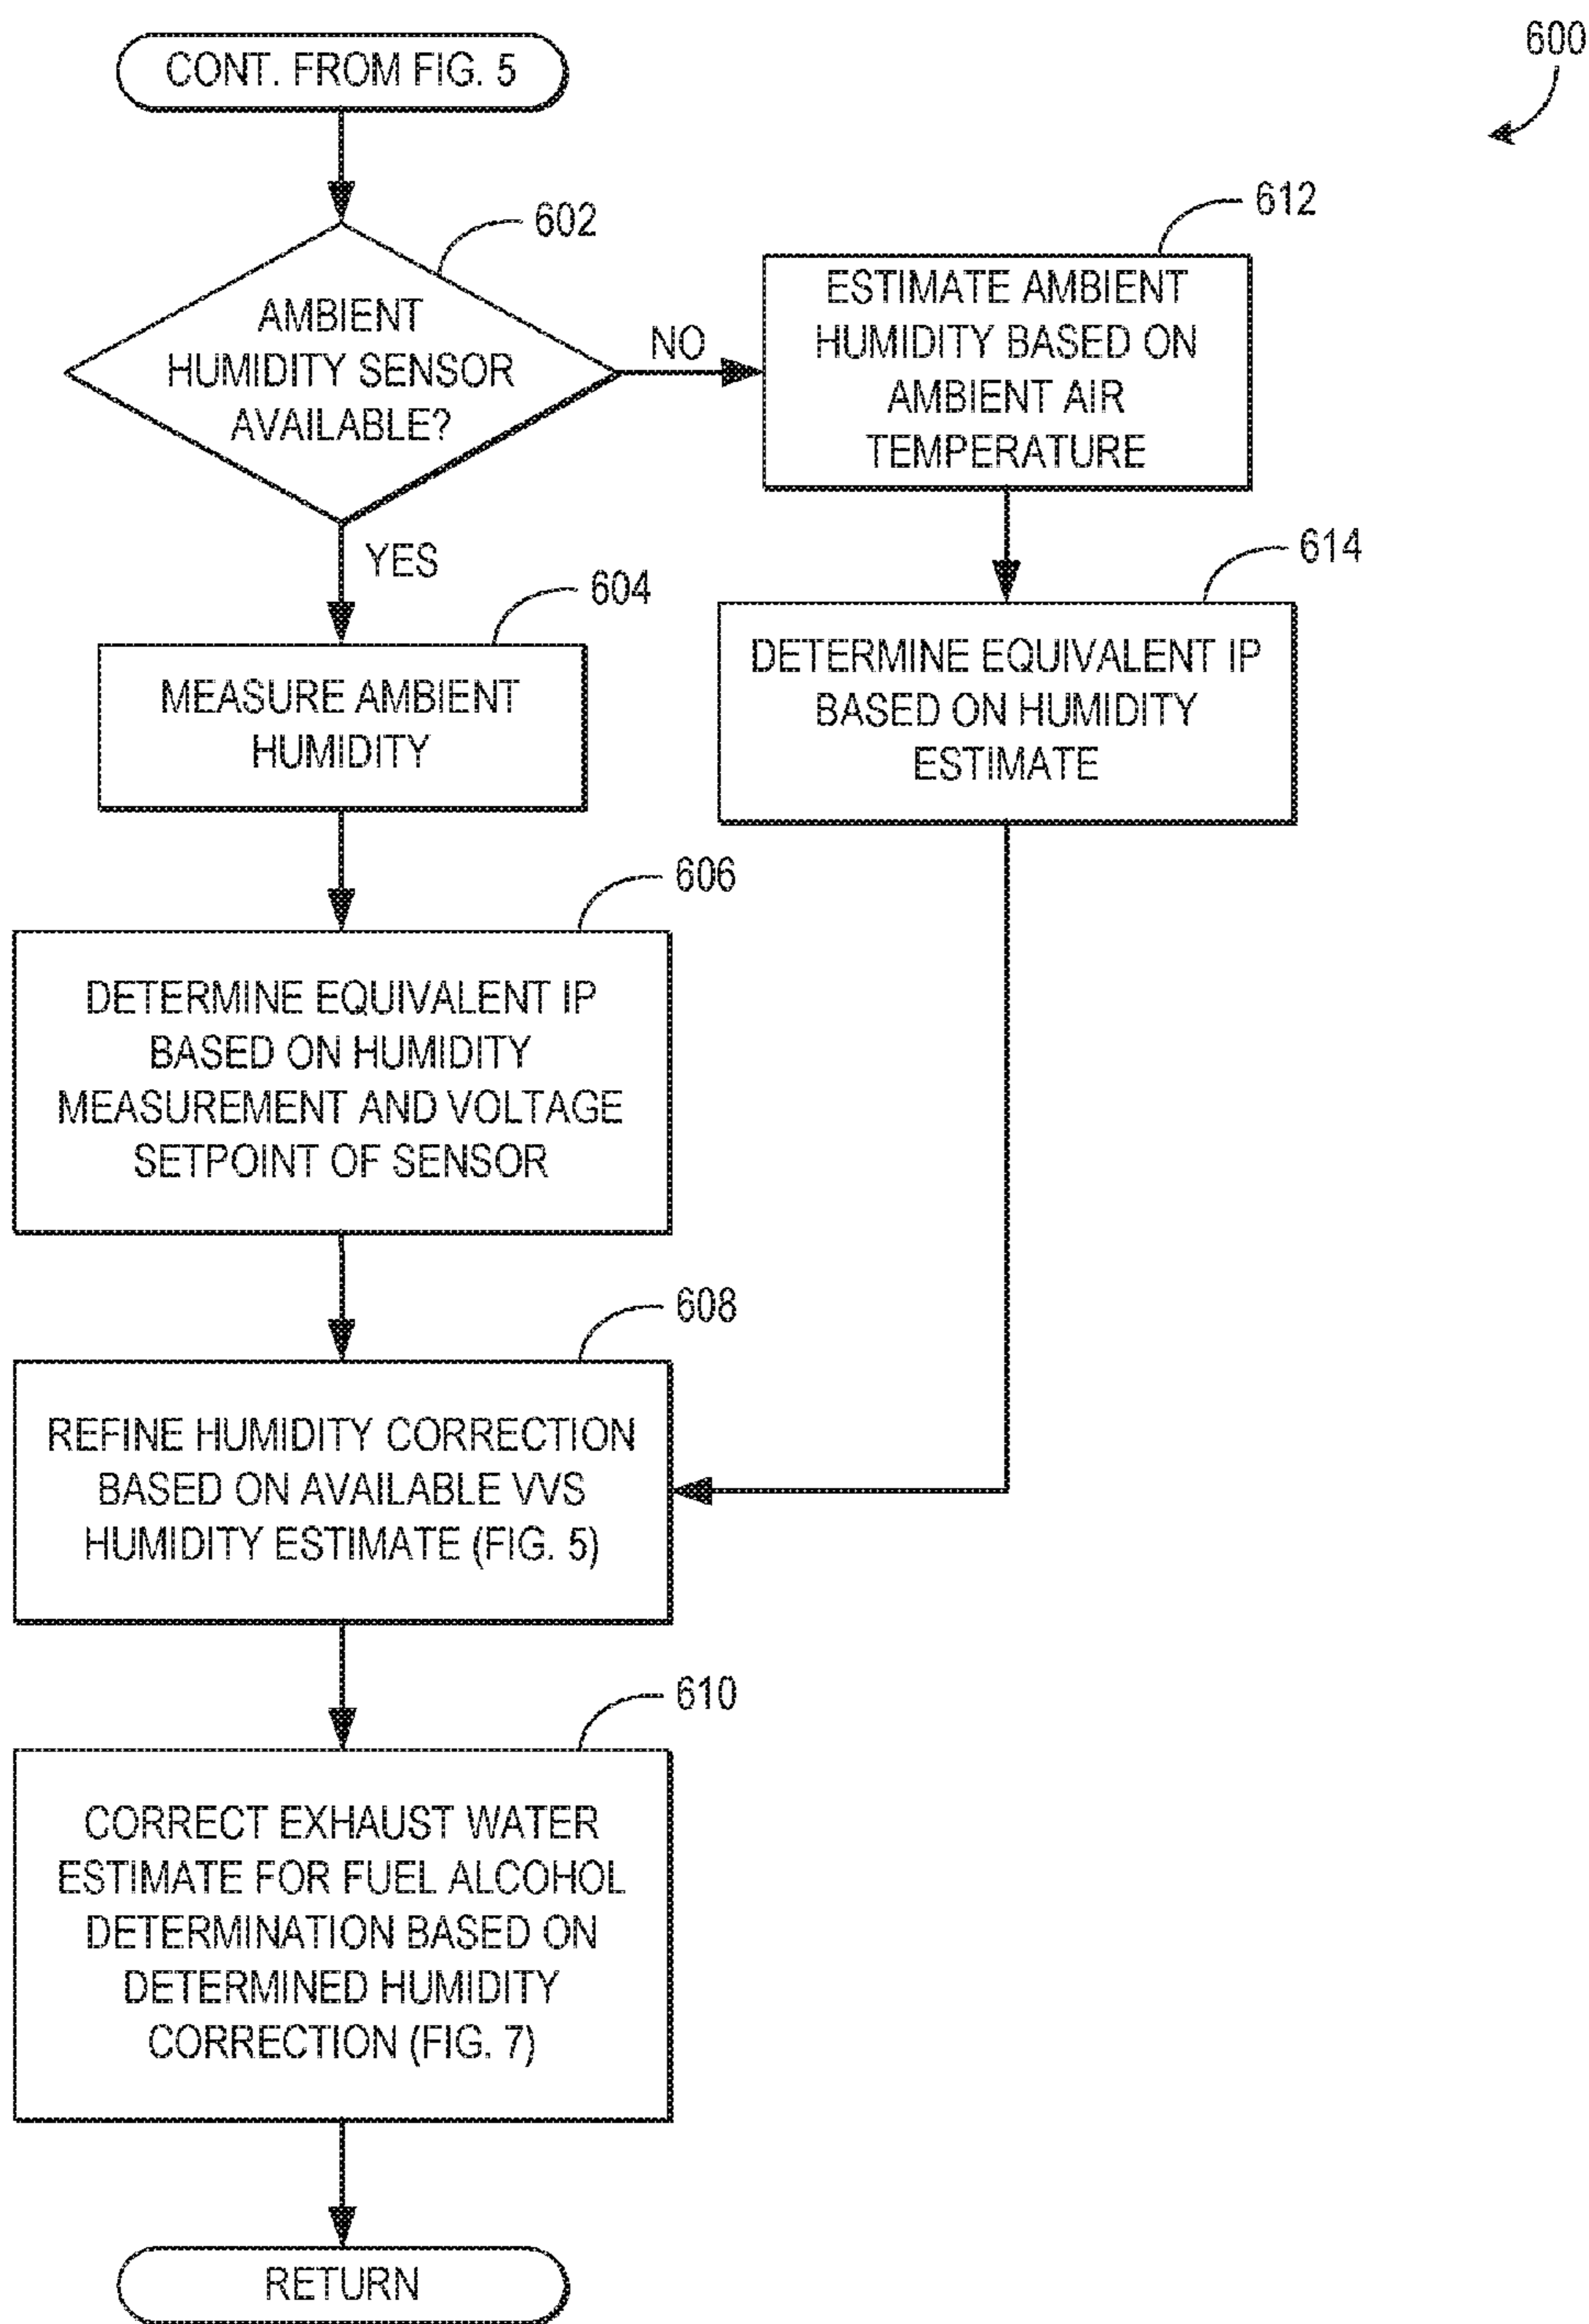 CONT. FROM FIG. 5
600
602
AMBIENT
HUMIDITY SENSOR
AVAILABLE?
NO
YES
612
ESTIMATE AMBIENT
HUMIDITY BASED ON
AMBIENT AIR
TEMPERATURE
614
DETERMINE EQUIVALENT IP
BASED ON HUMIDITY
ESTIMATE
604
MEASURE AMBIENT
HUMIDITY
606
DETERMINE EQUIVALENT IP
BASED ON HUMIDITY
MEASUREMENT AND VOLTAGE
SETPOINT OF SENSOR
608
REFINE HUMIDITY CORRECTION
BASED ON AVAILABLE VVS
HUMIDITY ESTIMATE (FIG. 5)
610
CORRECT EXHAUST WATER
ESTIMATE FOR FUEL ALCOHOL
DETERMINATION BASED ON
DETERMINED HUMIDITY
CORRECTION (FIG. 7)
RETURN